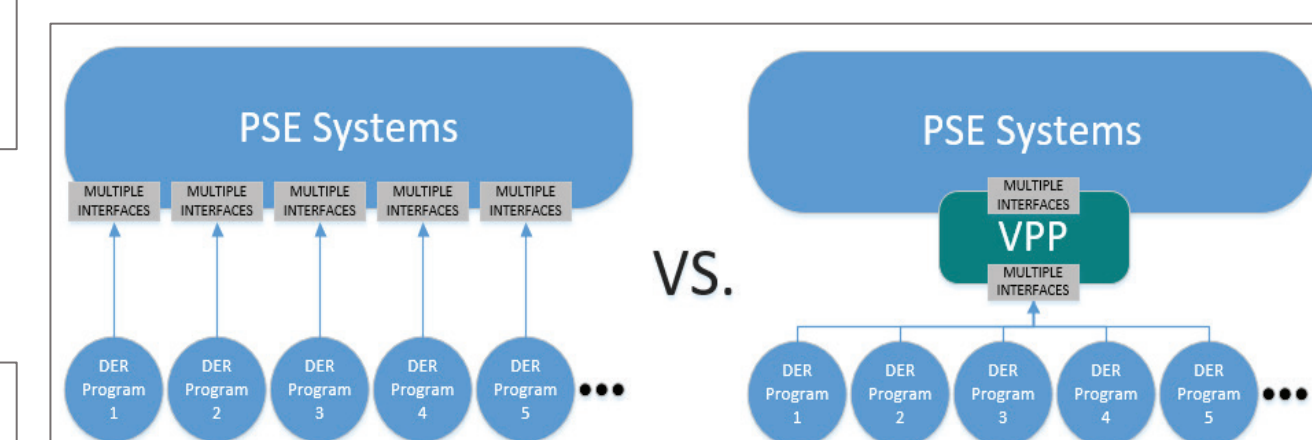 PSE Systems
MULTIPLE
INTERFACES
MULTIPLE
INTERFACES
MULTIPLE
INTERFACES
MULTIPLE
INTERFACES
MULTIPLE
INTERFACES
DER
Program
1
DER
Program
2
DER
Program
3
DER
Program
4
DER
Program
5
•••
VS.
PSE Systems
MULTIPLE
INTERFACES
VPP
MULTIPLE
INTERFACES
DER
Program
1
DER
Program
2
DER
Program
3
DER
Program
4
DER
Program
5
•••